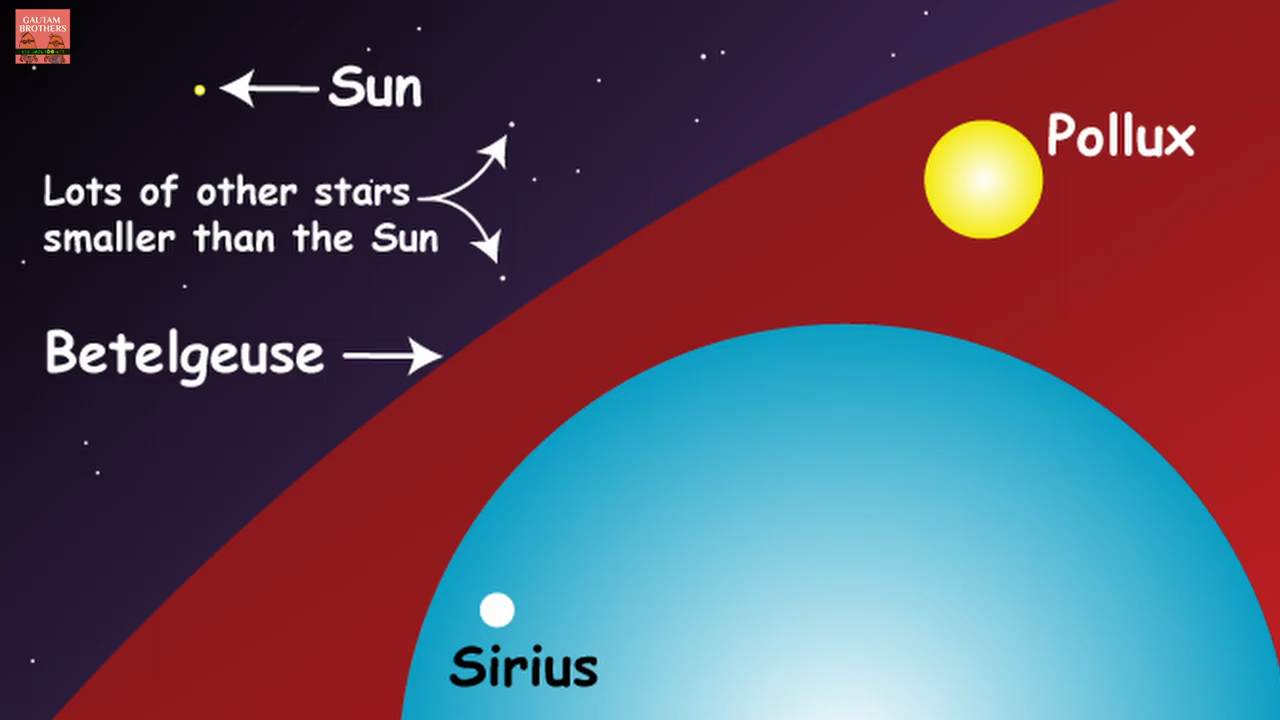 GAUTAM
BROTHERS
Sun
Pollux
Lots of other stars
smaller than the Sun
Betelgeuse
Sirius